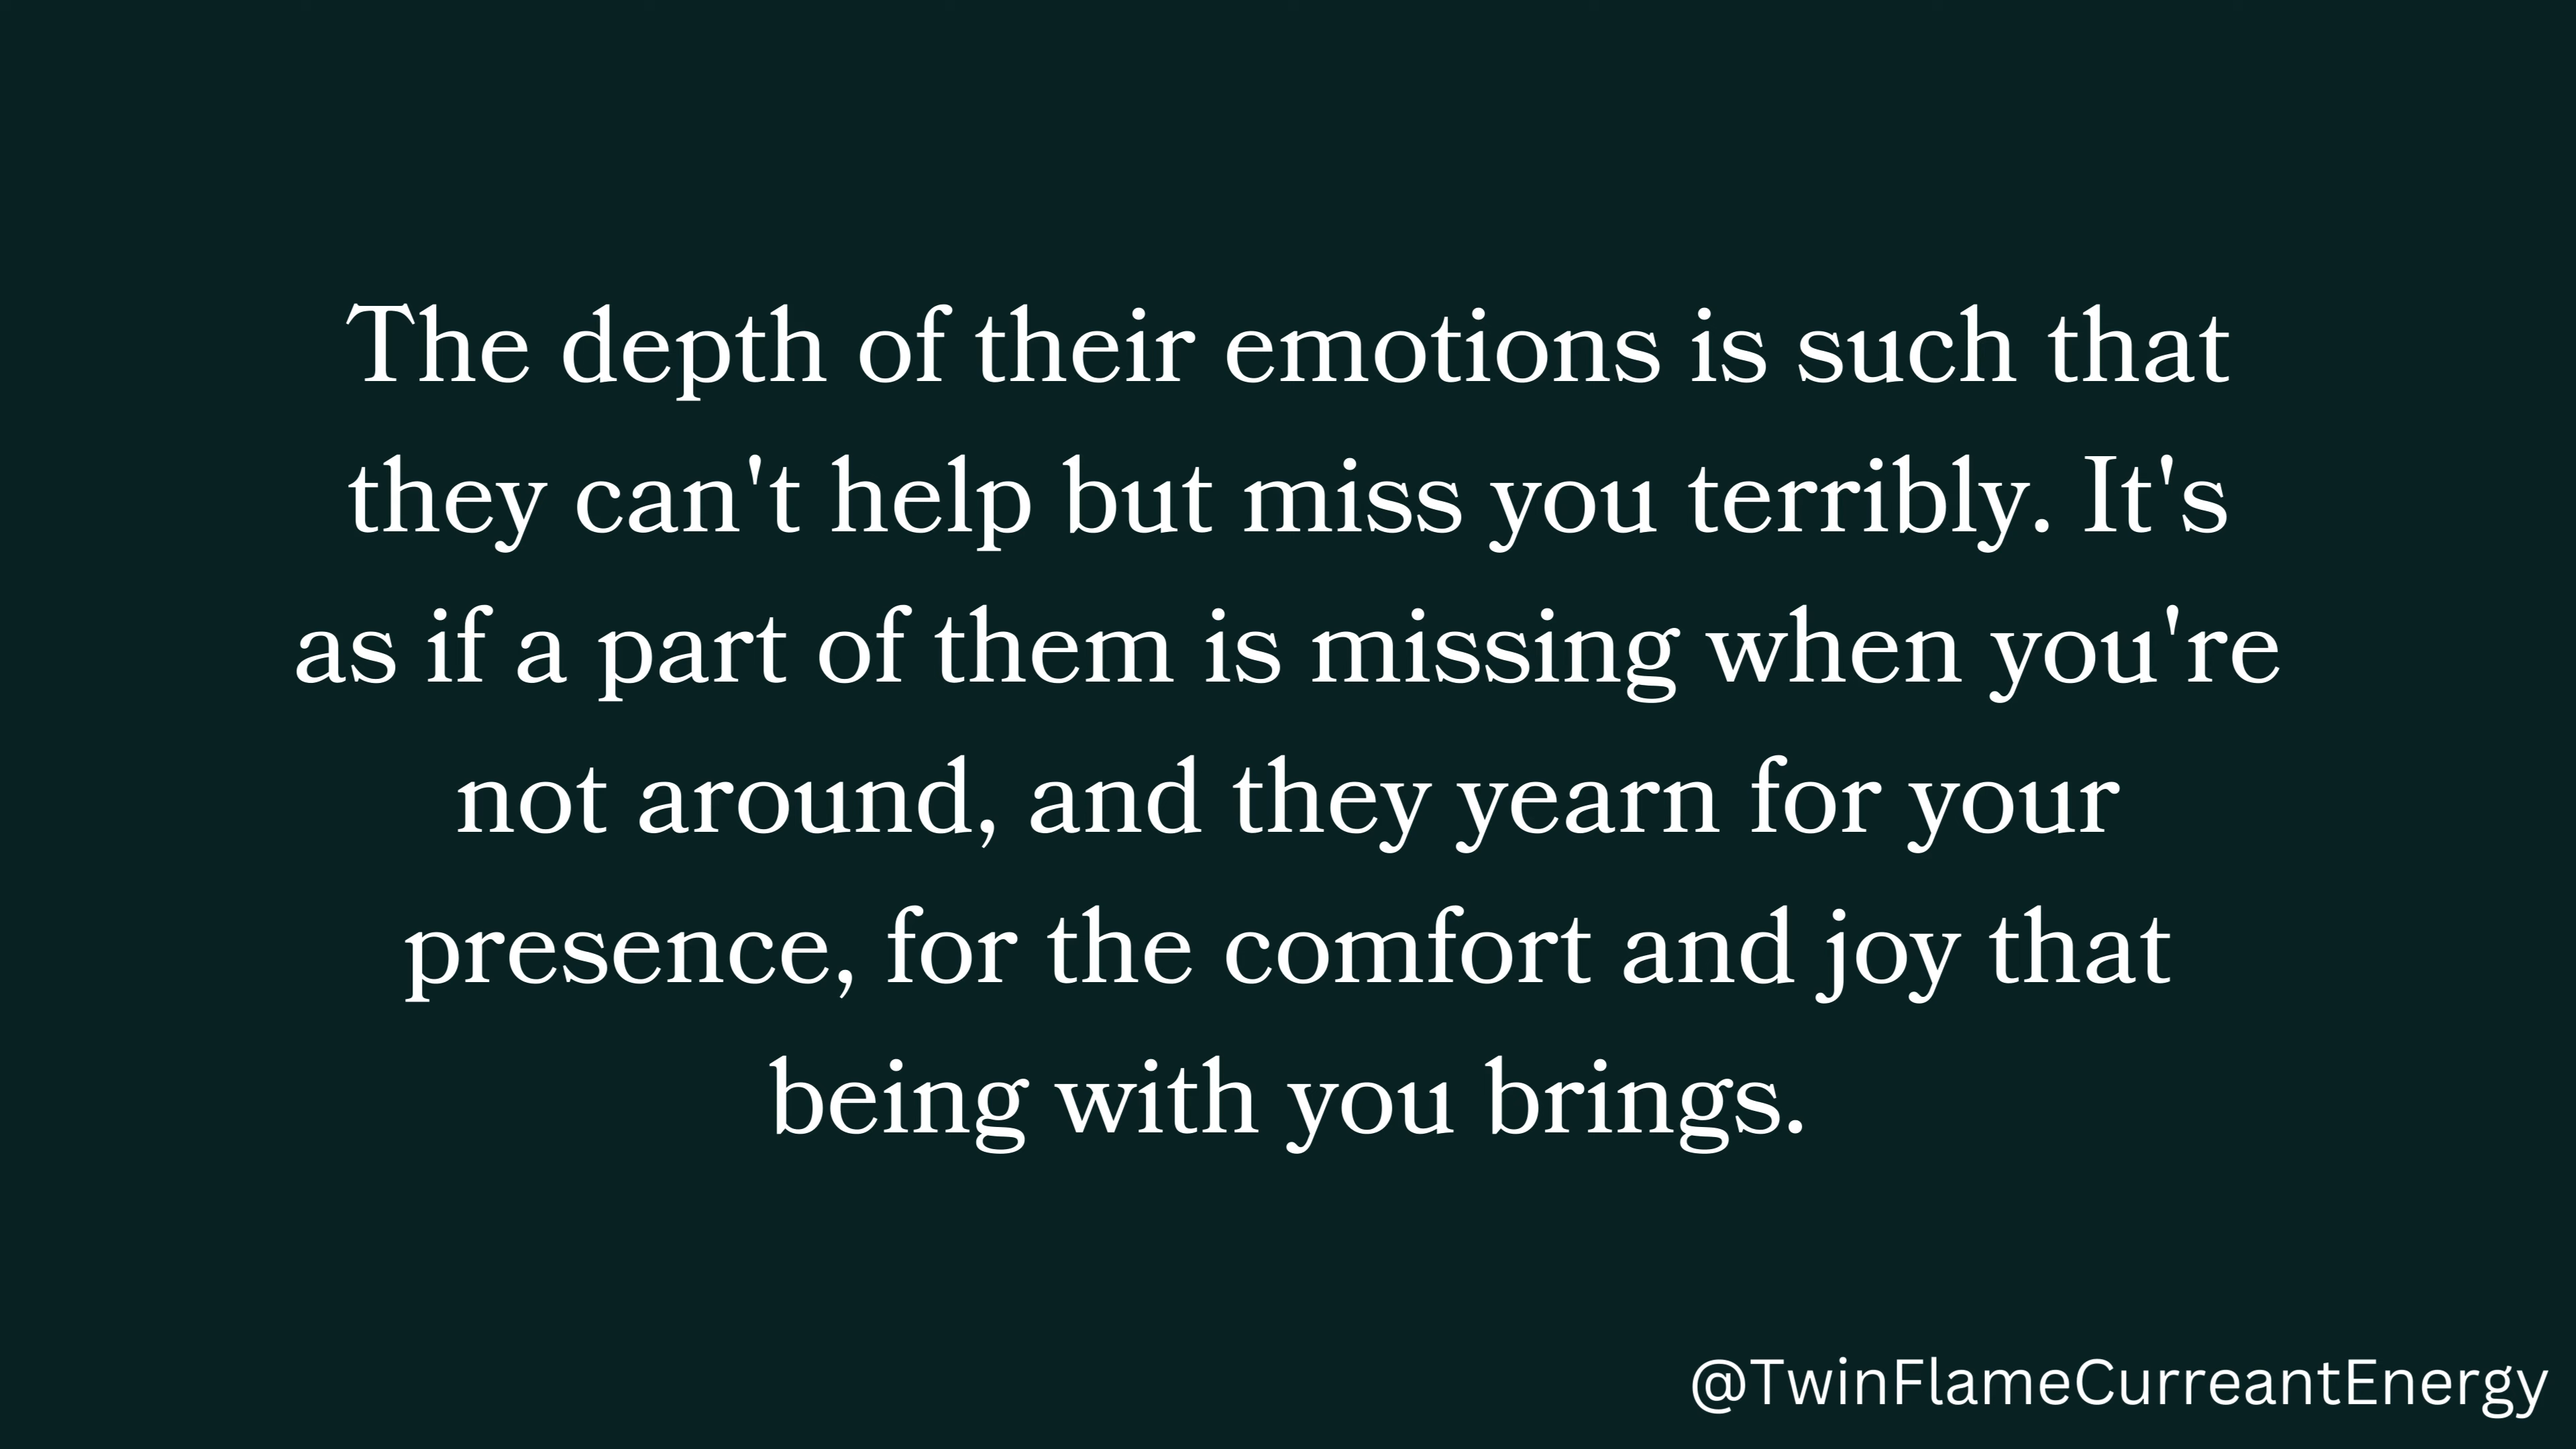 The depth of their emotions is such that
they can't help but miss you terribly. It's
as if a part of them is missing when you're
not around, and they yearn for your
presence, for the comfort and joy that
being with you brings.
@TwinFlameCurreantEnergy